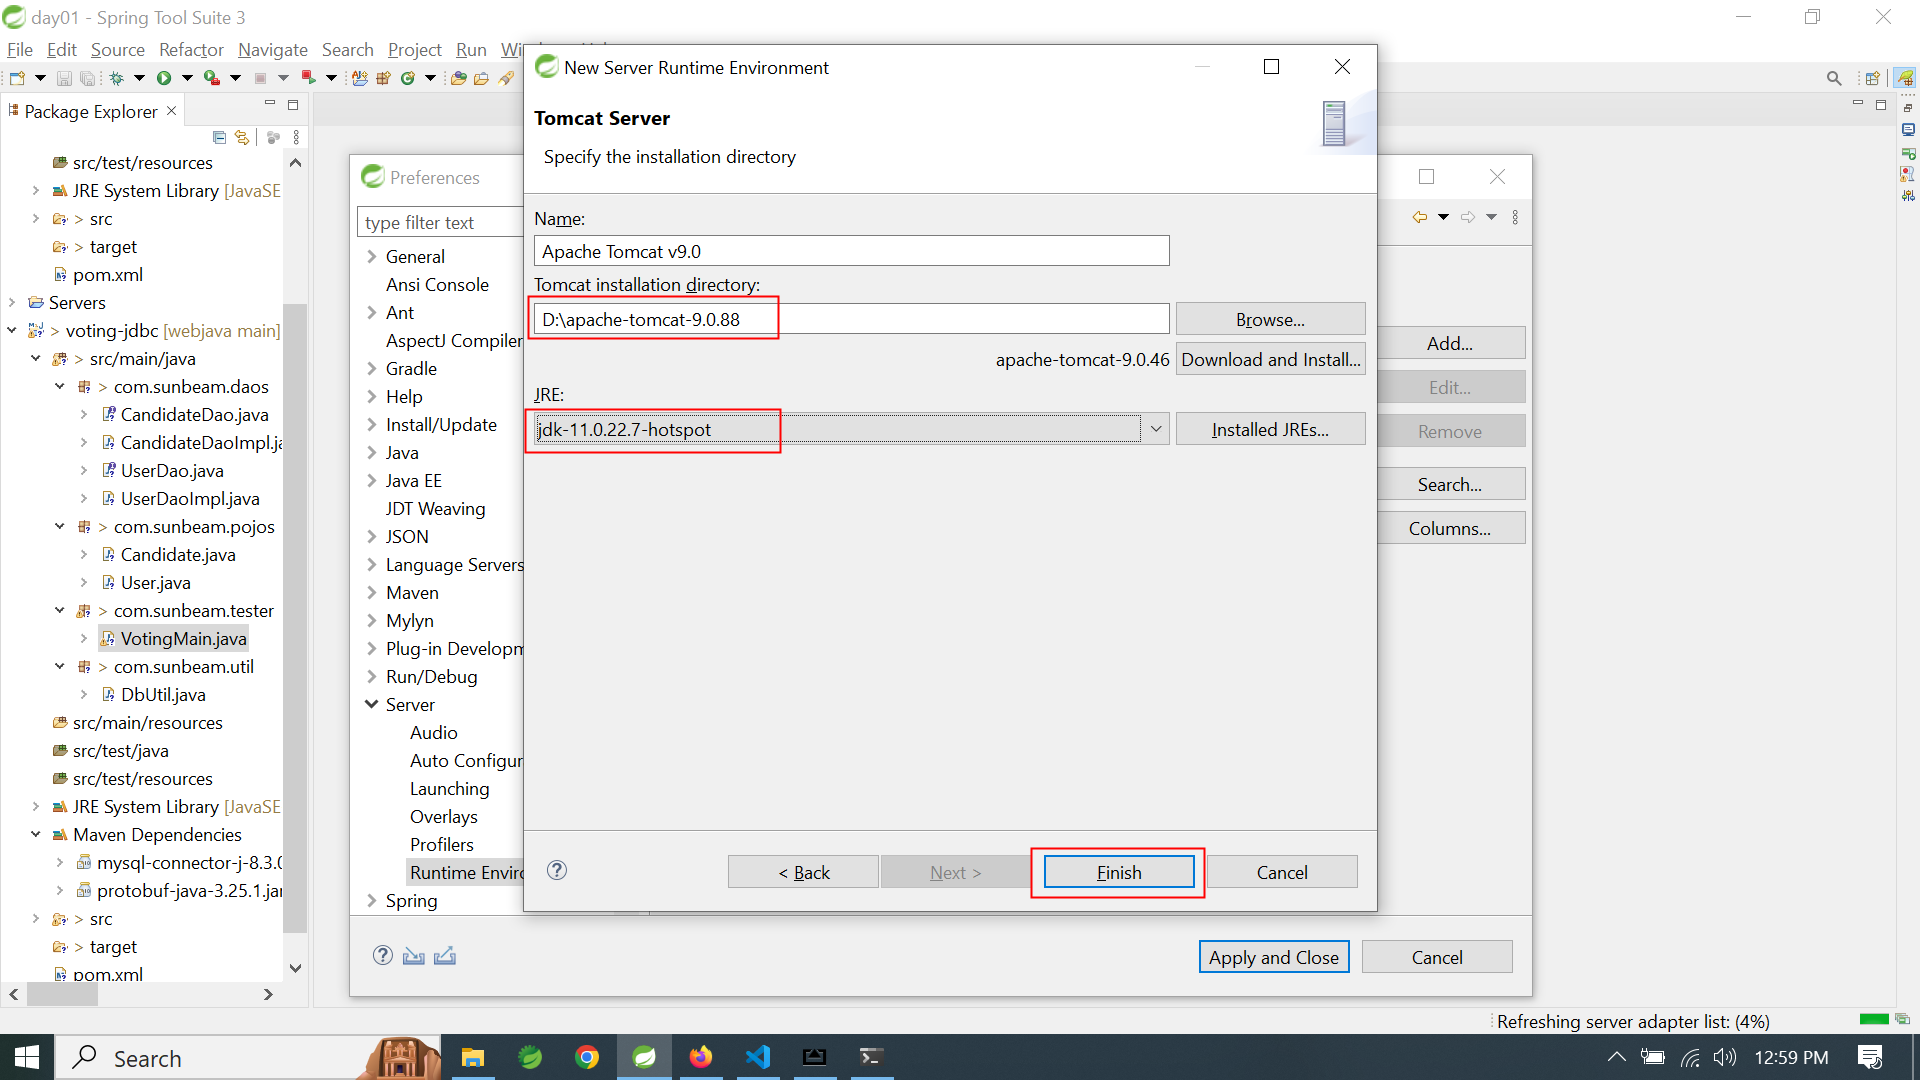 day01 - Spring Tool Suite 3
File Edit Source Refactor Navigate Search Project Run
Package Explorer
src/test/resources
JRE System Library [JavaSE
> src
> target
pom.xml
Servers
> voting-jdbc [webjava main]
> src/main/java
> com.sunbeam.daos
CandidateDao.java
CandidateDaoImpl.ja
UserDao.java
UserDaoImpl.java
> com.sunbeam.pojos
Candidate.java
User.java
> com.sunbeam.tester
VotingMain.java
> com.sunbeam.util
DbUtil.java
src/main/resources
src/test/java
src/test/resources
JRE System Library [JavaSE
Maven Dependencies
mysql-connector-j-8.3.0
protobuf-java-3.25.1.jar
> src
> target
pom.xml
Preferences
type filter text
General
Ansi Console
Ant
AspectJ Compiler
Gradle
Help
Install/Update
Java
Java EE
JDT Weaving
JSON
Language Servers
Maven
Mylyn
Plug-in Developm
Run/Debug
Server
Audio
Auto Configur
Launching
Overlays
Profilers
Runtime Enviro
Spring
New Server Runtime Environment
Tomcat Server
Specify the installation directory
Name:
Apache Tomcat v9.0
Tomcat installation directory:
D:\apache-tomcat-9.0.88
Browse...
apache-tomcat-9.0.46
Download and Install...
JRE:
jdk-11.0.22.7-hotspot
Installed JREs...
< Back
Next >
Finish
Cancel
Add...
Edit...
Remove
Search...
Columns...
Apply and Close
Cancel
Refreshing server adapter list: (4%)
Search
12:59 PM